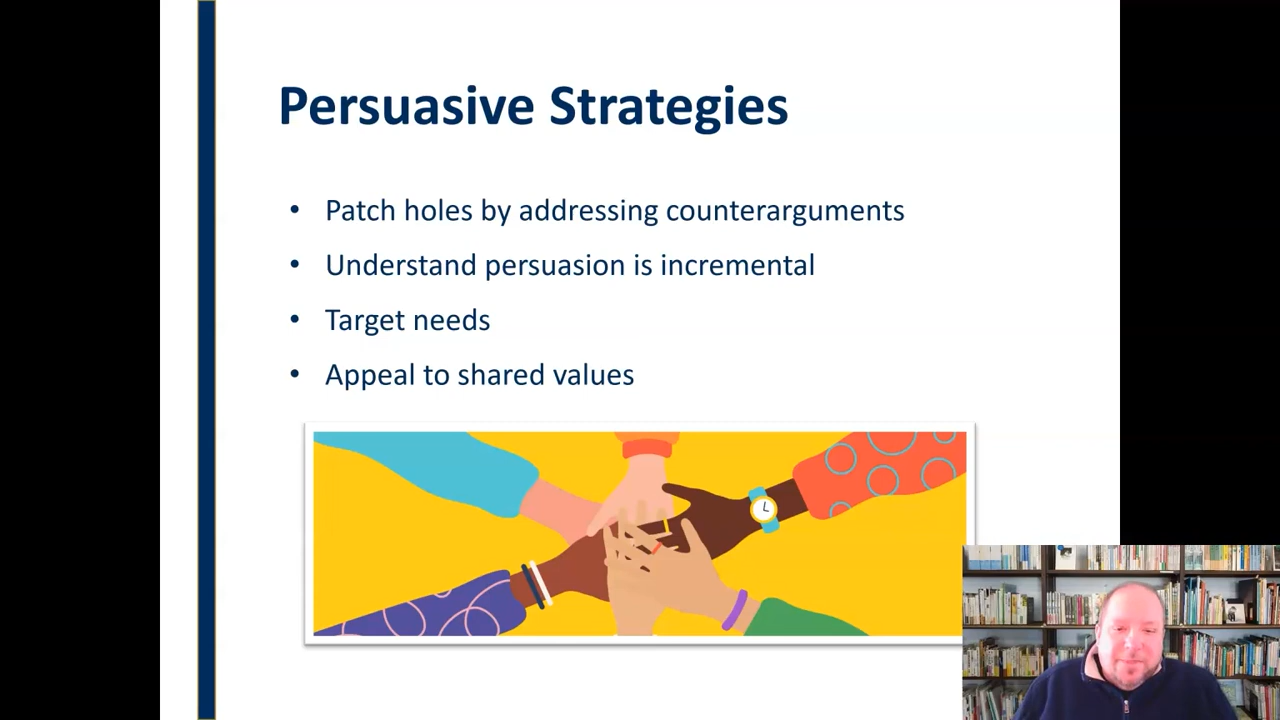 Persuasive Strategies
• Patch holes by addressing counterarguments
• Understand persuasion is incremental
• Target needs
• Appeal to shared values